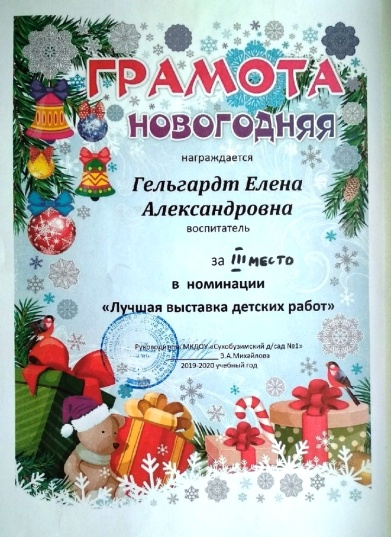 ГРАМОТА
НОВОГОДНЯЯ
награждается
Гельгардт Елена
Александровна
воспитатель
за III место
в номинации
«Лучшая выставка детских работ»
Руководитель МКДОУ «Сухобузимский д/сад №1»
Э.А.Михайлова
2019-2020 учебный год